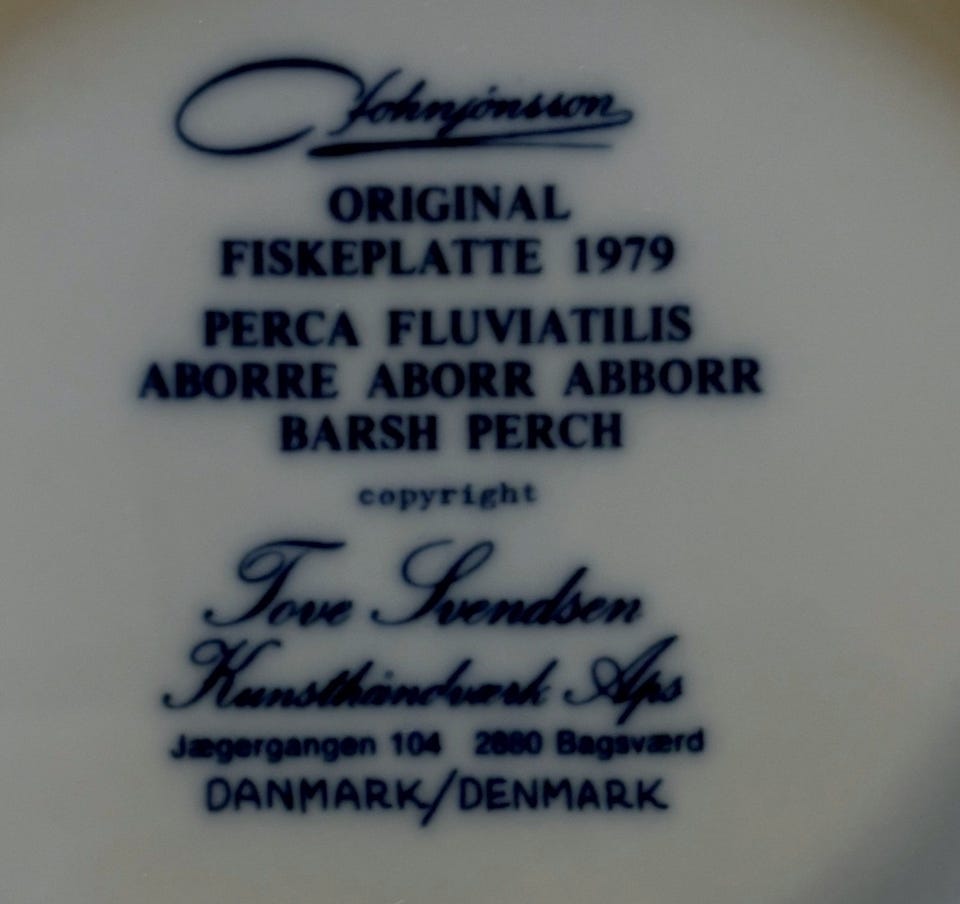 Johnjónsson
ORIGINAL
FISKEPLATTE 1979
PERCA FLUVIATILIS
ABORRE ABORR ABBORR
BARSH PERCH
copyright
Tove Svendsen
Kunsthåndværk Aps
Jægergangen 104 2880 Bagsværd
DANMARK/DENMARK